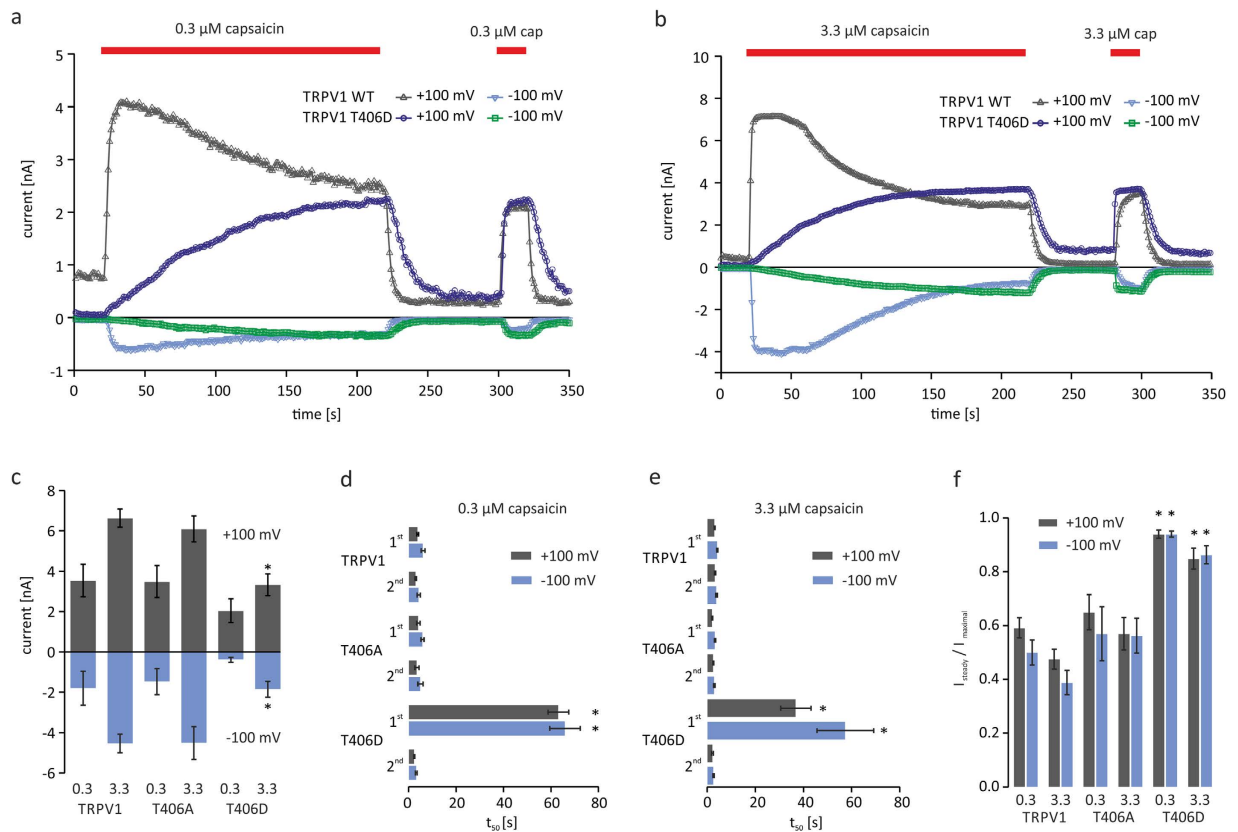 a
0.3 µM capsaicin
0.3 µM cap
TRPV1 WT +100 mV -100 mV
TRPV1 T406D +100 mV -100 mV
current [nA]
5
4
3
2
1
0
-1
0 50 100 150 200 250 300 350
time [s]
b
3.3 µM capsaicin
3.3 µM cap
TRPV1 WT +100 mV -100 mV
TRPV1 T406D +100 mV -100 mV
current [nA]
10
8
6
4
2
0
-2
-4
0 50 100 150 200 250 300 350
time [s]
c
current [nA]
8
6
4
2
0
-2
-4
-6
+100 mV
-100 mV
*
*
0.3 3.3 0.3 3.3 0.3 3.3
TRPV1 T406A T406D
d
0.3 µM capsaicin
+100 mV
-100 mV
1st
TRPV1
2nd
1st
T406A
2nd
1st
T406D
2nd
*
*
0 20 40 60 80
t50 [s]
e
3.3 µM capsaicin
+100 mV
-100 mV
1st
TRPV1
2nd
1st
T406A
2nd
1st
T406D
2nd
*
*
0 20 40 60 80
t50 [s]
f
+100 mV
-100 mV
* *
* *
Isteady / Imaximal
1.0
0.8
0.6
0.4
0.2
0.0
0.3 3.3 0.3 3.3 0.3 3.3
TRPV1 T406A T406D